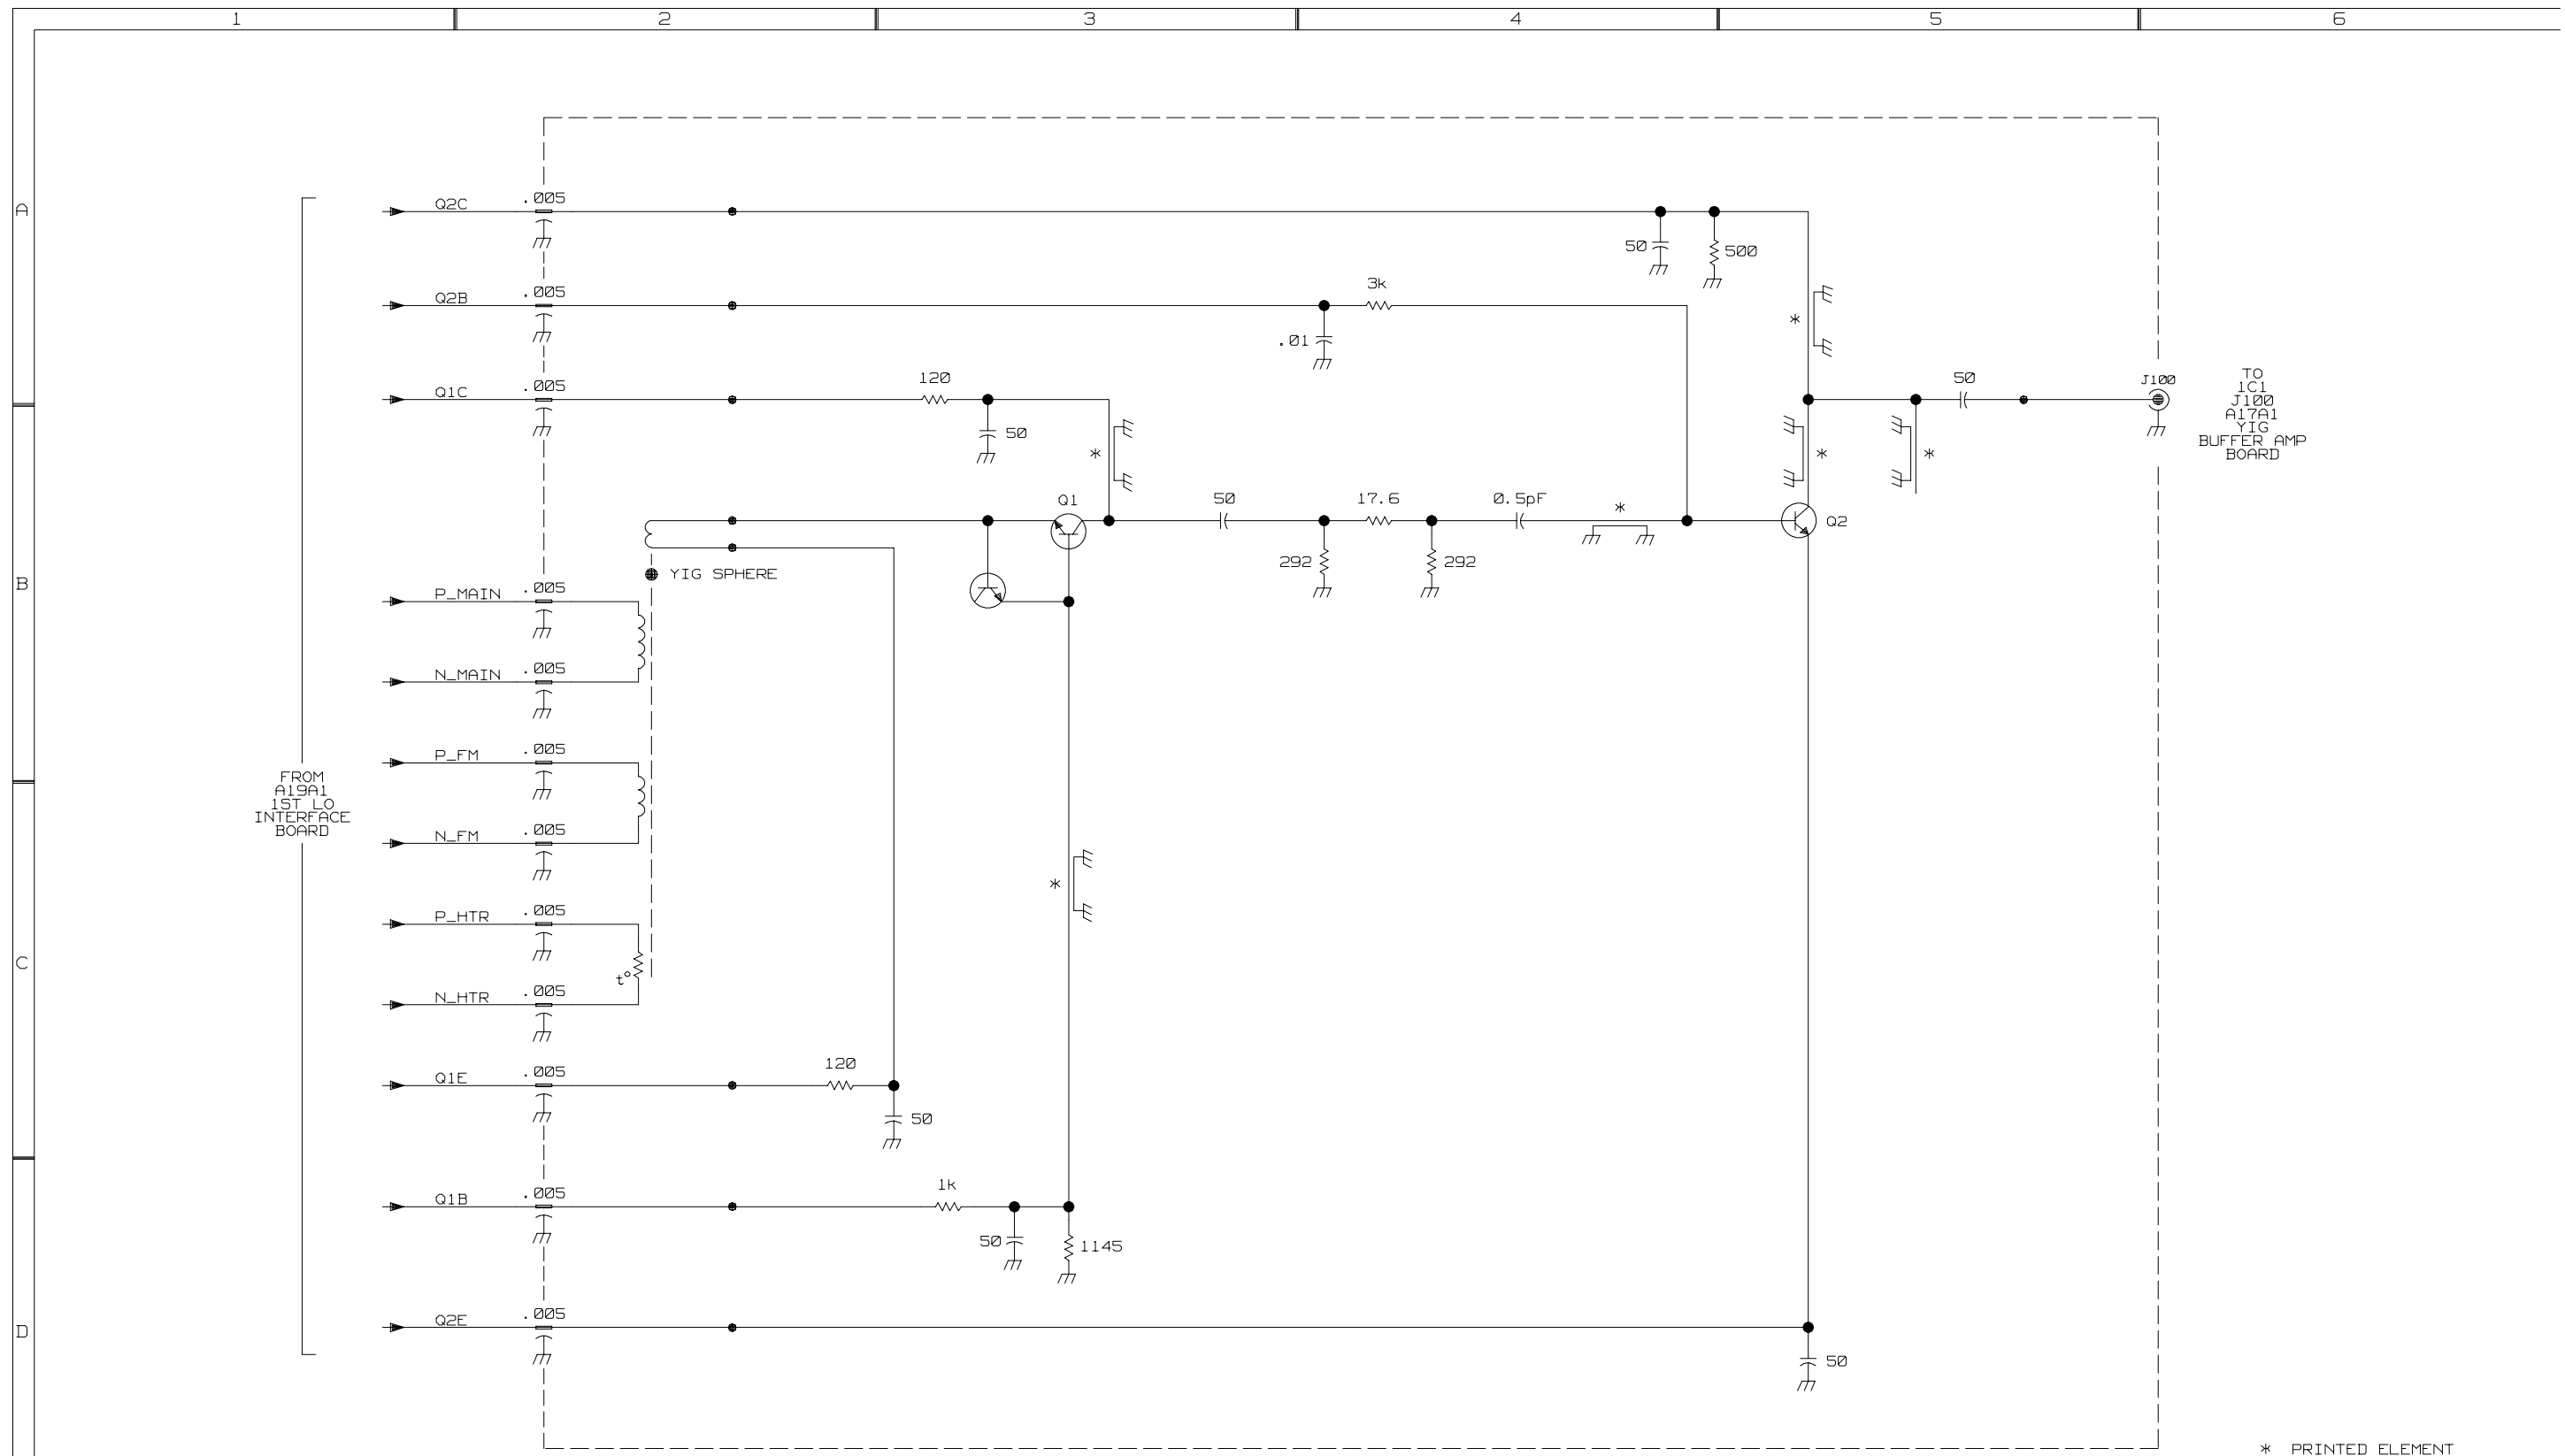 1 2 3 4 5 6
A
Q2C .005
50 500
Q2B .005
3k
.01
*
Q1C .005
120
50
*
50
J100
TO
1C1
J100
A17A1
YIG
BUFFER AMP
BOARD
* *
Q1
50
17.6
0.5pF
*
Q2
292
292
YIG SPHERE
B
P_MAIN .005
N_MAIN .005
P_FM .005
FROM
A19A1
1ST LO
INTERFACE
BOARD
N_FM .005
*
P_HTR .005
C
t°
N_HTR .005
Q1E .005
120
50
Q1B .005
1k
50
1145
D
Q2E .005
50
* PRINTED ELEMENT